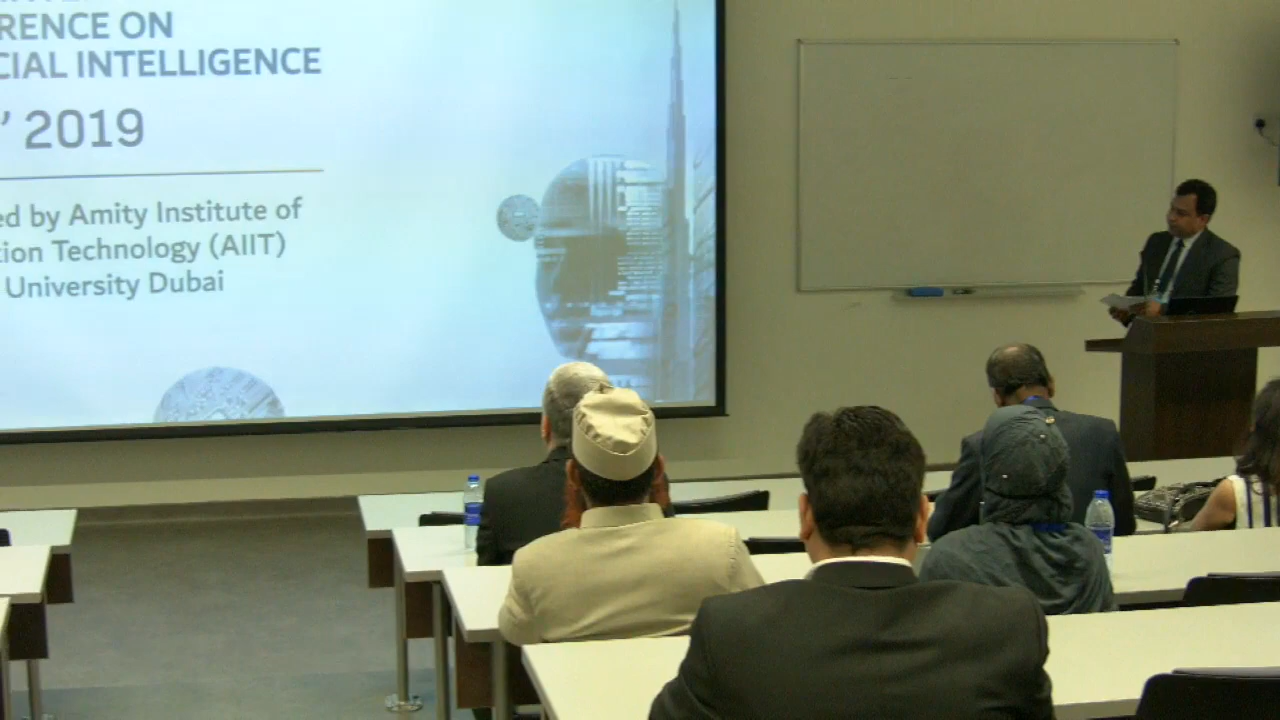 RENCE ON
CIAL INTELLIGENCE
' 2019
ed by Amity Institute of
tion Technology (AIIT)
University Dubai